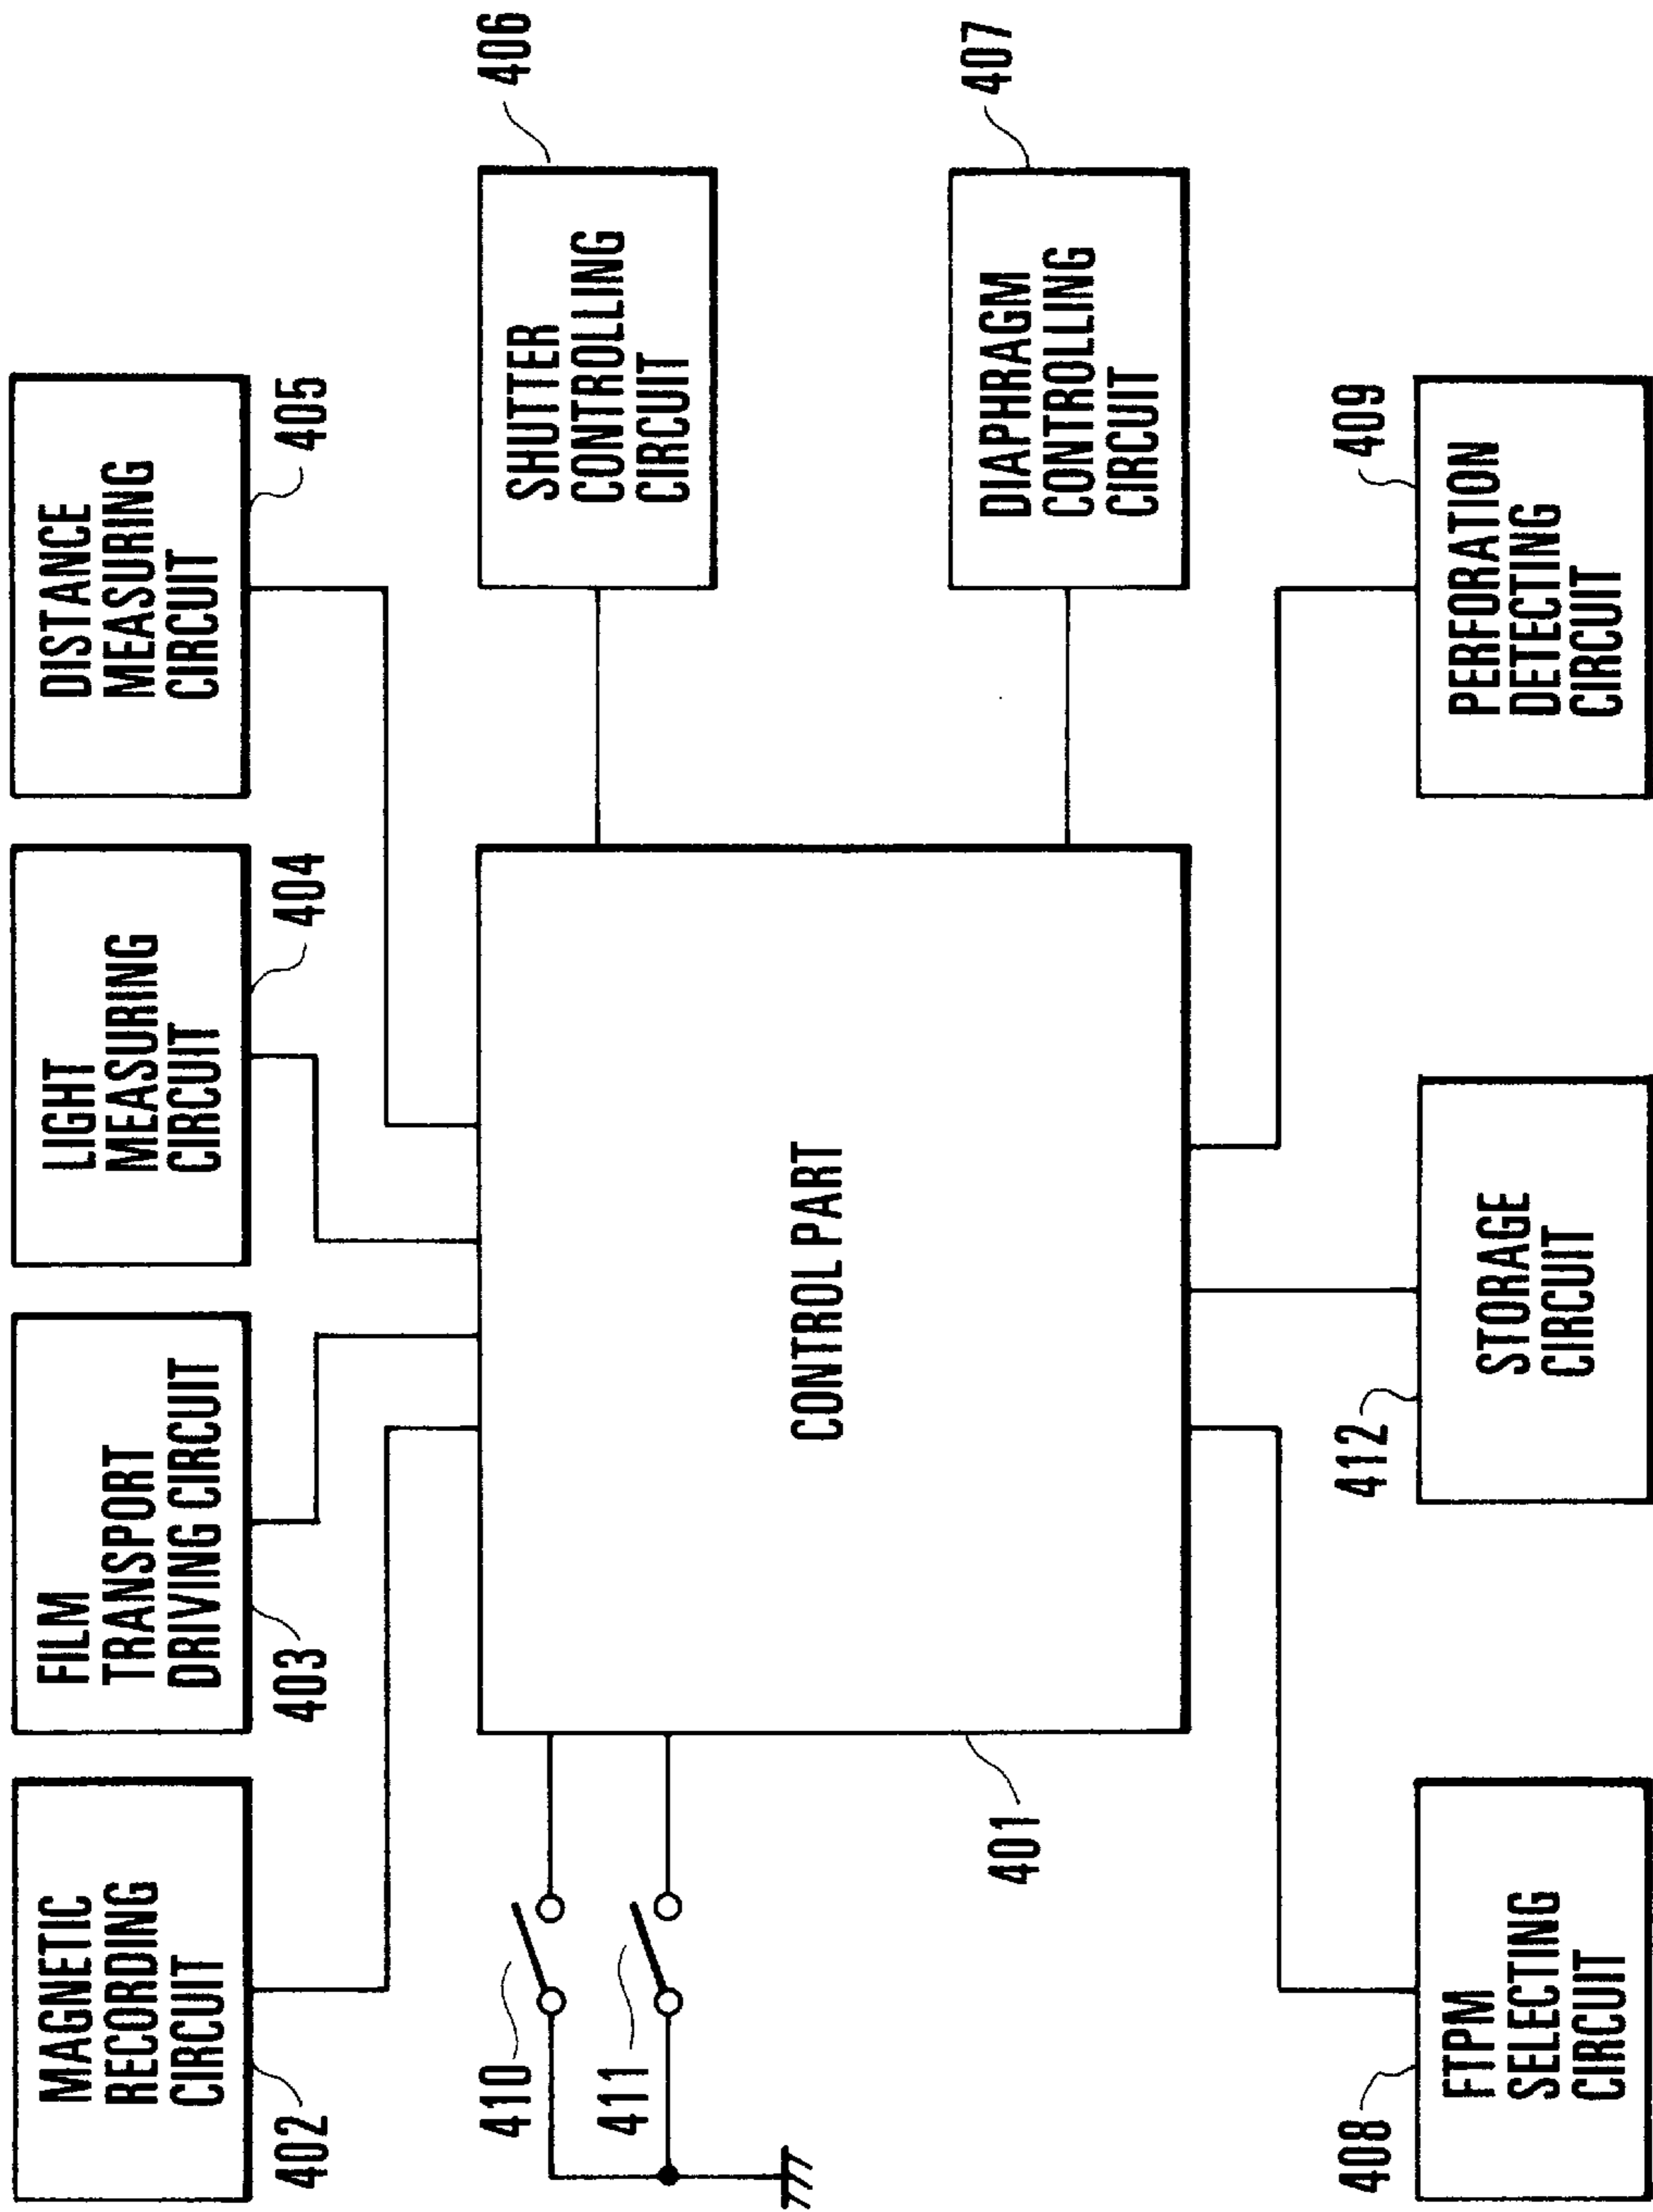 MAGNETIC
RECORDING
CIRCUIT
402
FILM
TRANSPORT
DRIVING CIRCUIT
403
LIGHT
MEASURING
CIRCUIT
404
DISTANCE
MEASURING
CIRCUIT
405
410
411
CONTROL PART
401
SHUTTER
CONTROLLING
CIRCUIT
406
DIAPHRAGM
CONTROLLING
CIRCUIT
407
408
FTPM
SELECTING
CIRCUIT
412
STORAGE
CIRCUIT
409
PERFORATION
DETECTING
CIRCUIT